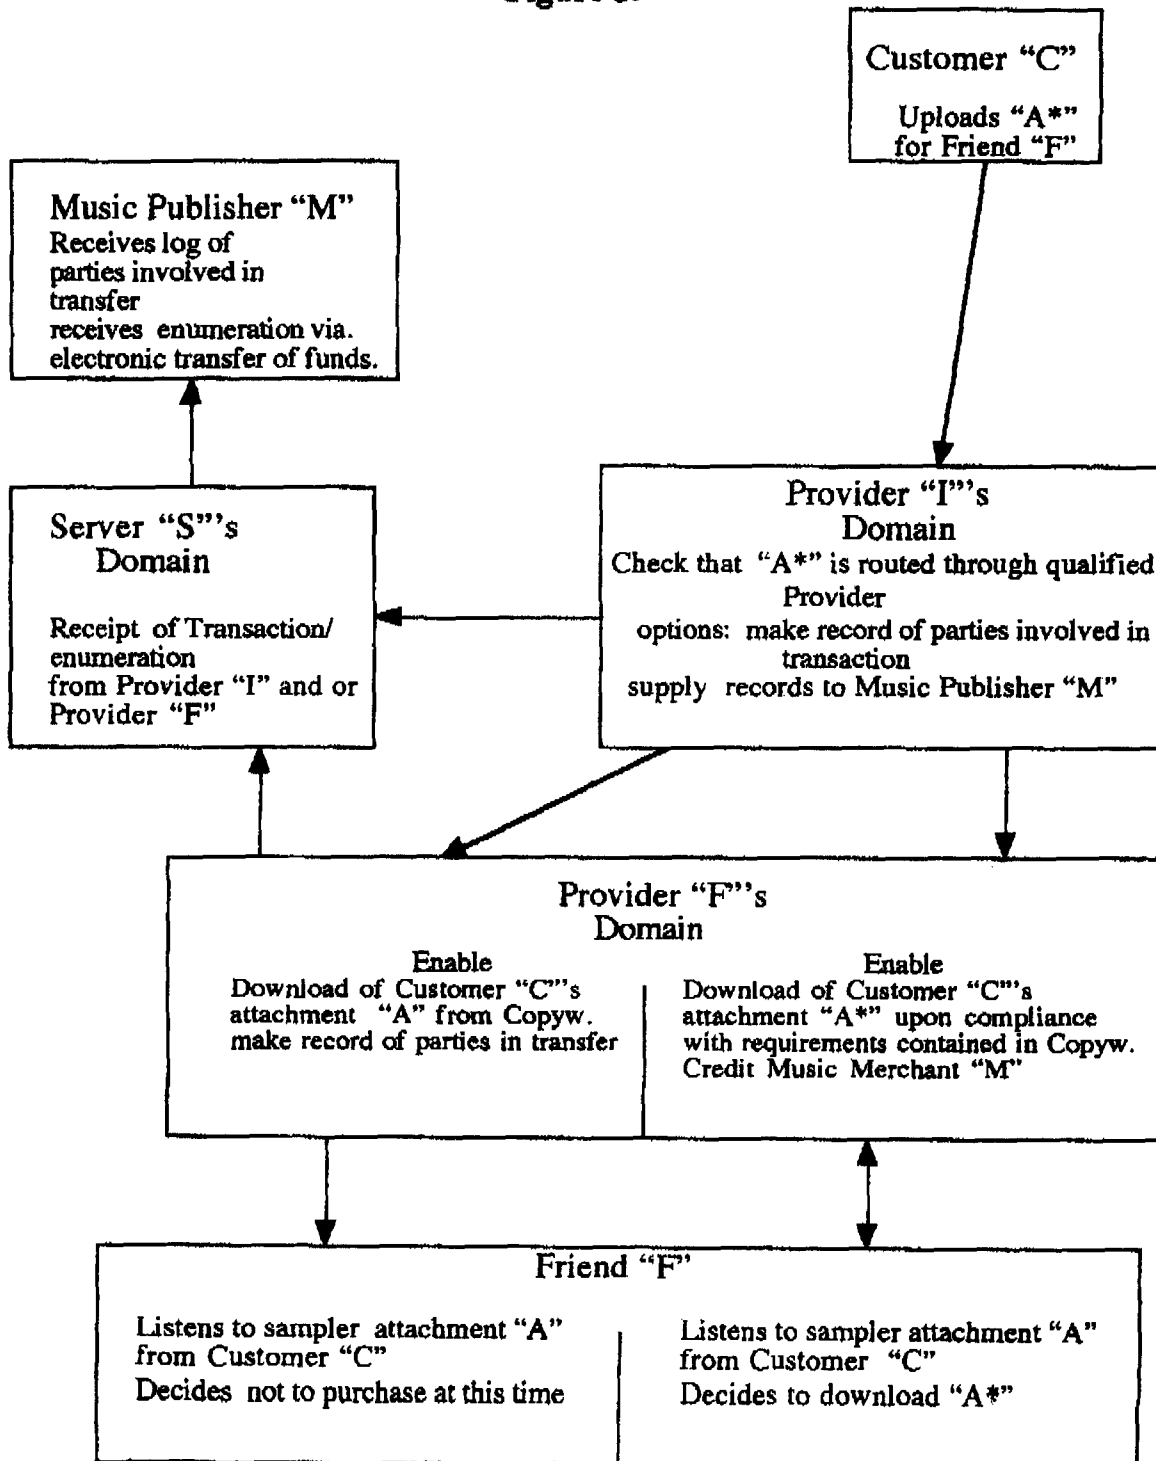 Customer “C”
Uploads “A*”
for Friend “F”
Music Publisher “M”
Receives log of
parties involved in
transfer
receives enumeration via.
electronic transfer of funds.
Server “S”’s
Domain
Receipt of Transaction/
enumeration
from Provider “I” and or
Provider “F”
Provider “I”’s
Domain
Check that “A*” is routed through qualified
Provider
options: make record of parties involved in
transaction
supply records to Music Publisher “M”
Provider “F”’s
Domain
Enable
Download of Customer “C”’s
attachment “A” from Copyw.
make record of parties in transfer
Enable
Download of Customer “C”’s
attachment “A*” upon compliance
with requirements contained in Copyw.
Credit Music Merchant “M”
Friend “F”
Listens to sampler attachment “A”
from Customer “C”
Decides not to purchase at this time
Listens to sampler attachment “A”
from Customer “C”
Decides to download “A*”